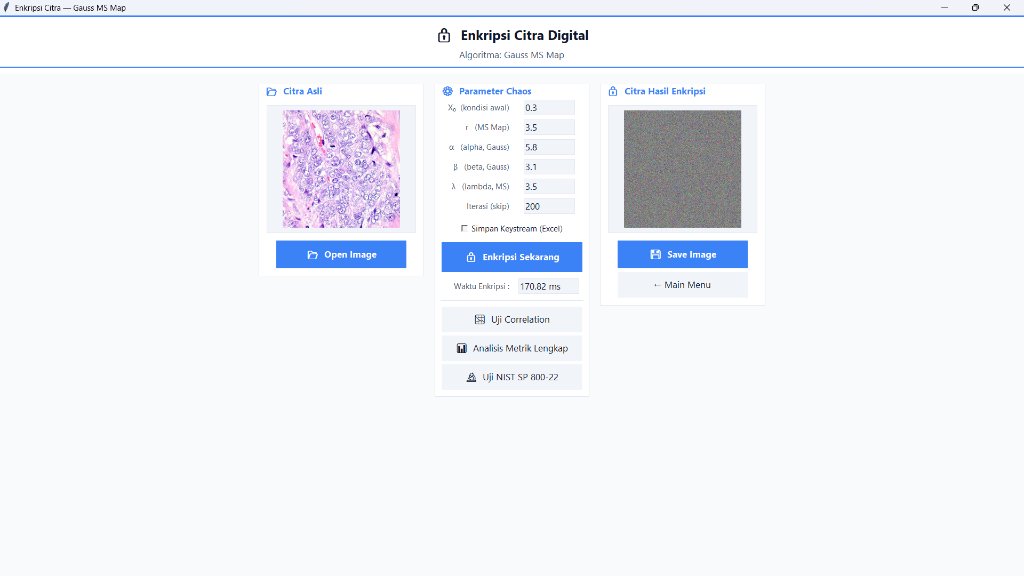 Enkripsi Citra — Gauss MS Map
Enkripsi Citra Digital
Algoritma: Gauss MS Map
Citra Asli
Open Image
Parameter Chaos
X₀ (kondisi awal) 0.3
r (MS Map) 3.5
α (alpha, Gauss) 5.8
β (beta, Gauss) 3.1
λ (lambda, MS) 3.5
Iterasi (skip) 200
Simpan Keystream (Excel)
Enkripsi Sekarang
Waktu Enkripsi : 170.82 ms
Uji Correlation
Analisis Metrik Lengkap
Uji NIST SP 800-22
Citra Hasil Enkripsi
Save Image
← Main Menu